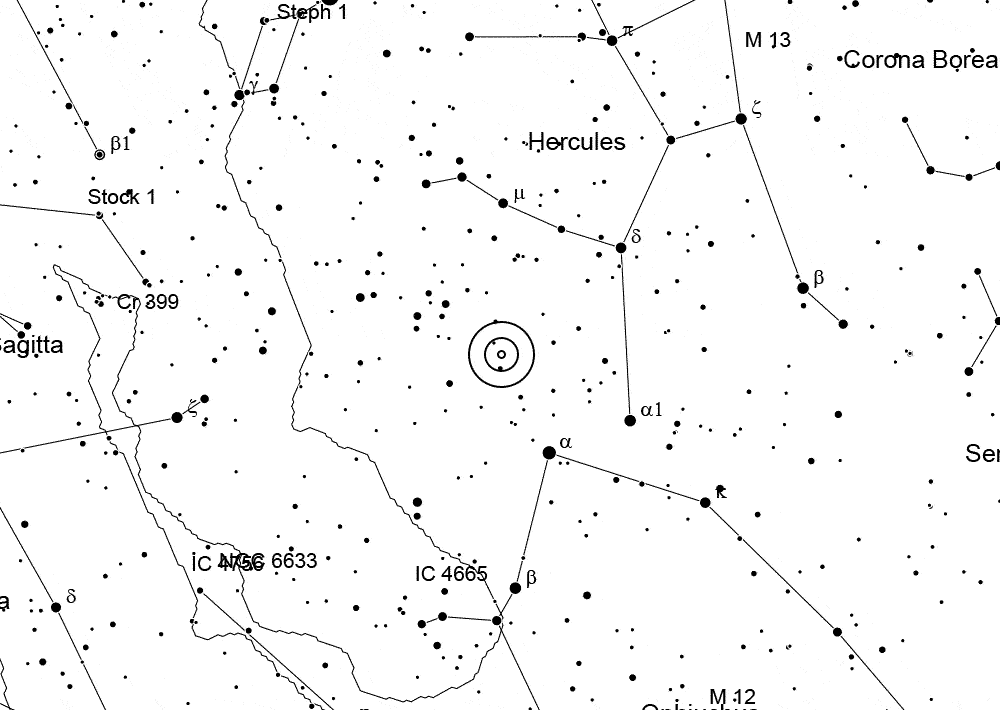 Steph 1
π
M 13
Corona Borea
γ
ζ
β1
Hercules
Stock 1
μ
δ
β
Cr 399
Sagitta
ζ
α1
α
Ser
κ
IC 4756
NGC 6633
IC 4665
β
δ
a
M 12
Ophiuchus